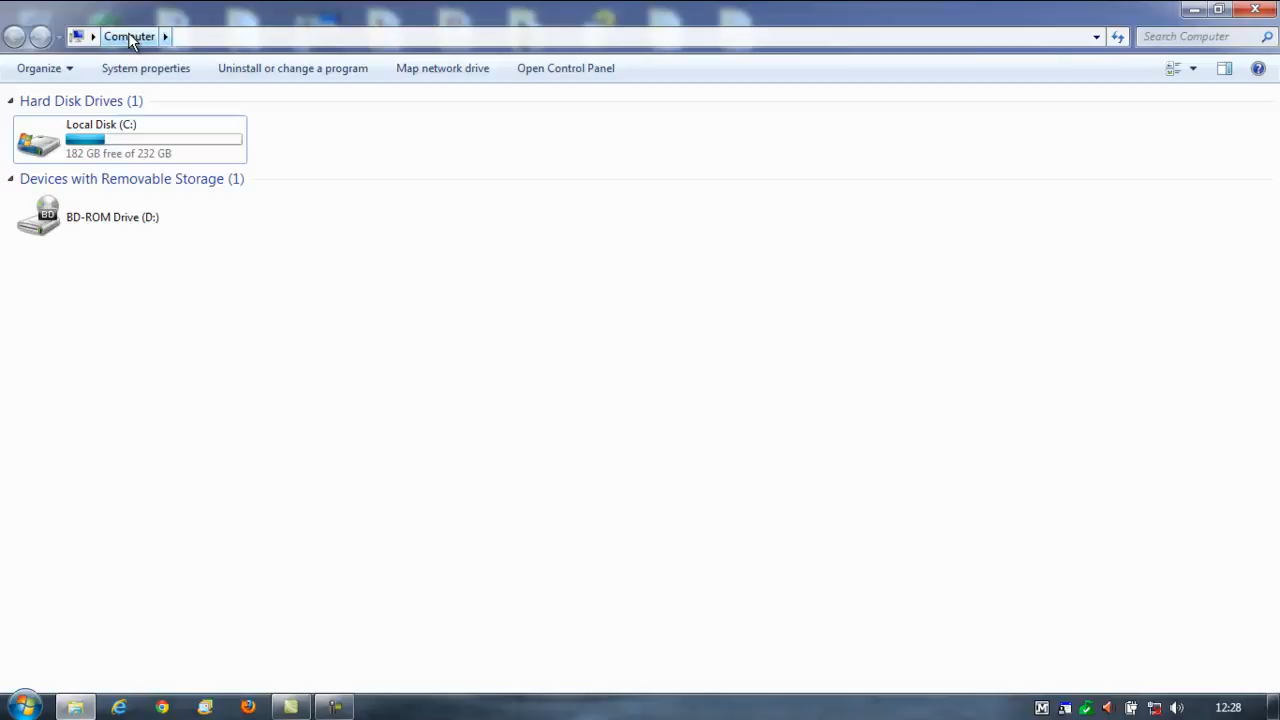 Computer
Search Computer
Organize
System properties
Uninstall or change a program
Map network drive
Open Control Panel
Hard Disk Drives (1)
Local Disk (C:)
182 GB free of 232 GB
Devices with Removable Storage (1)
BD
BD-ROM Drive (D:)
M
12:28